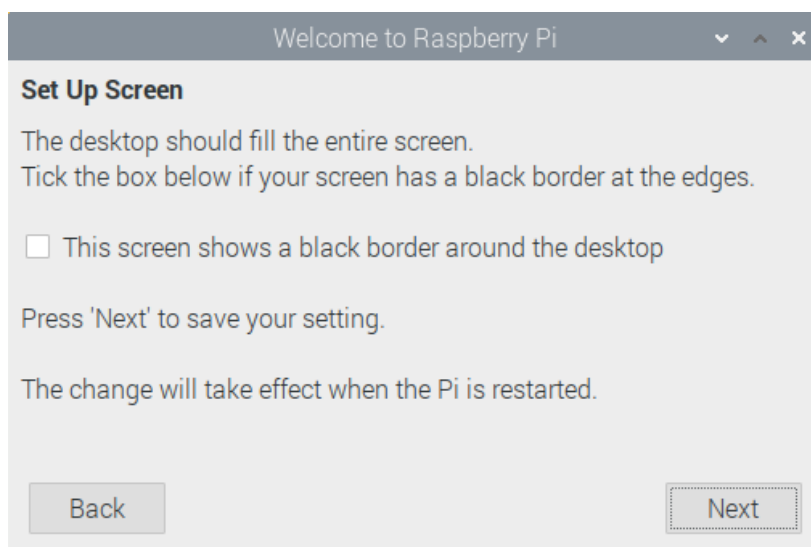 Welcome to Raspberry Pi
Set Up Screen
The desktop should fill the entire screen.
Tick the box below if your screen has a black border at the edges.
This screen shows a black border around the desktop
Press 'Next' to save your setting.
The change will take effect when the Pi is restarted.
Back
Next